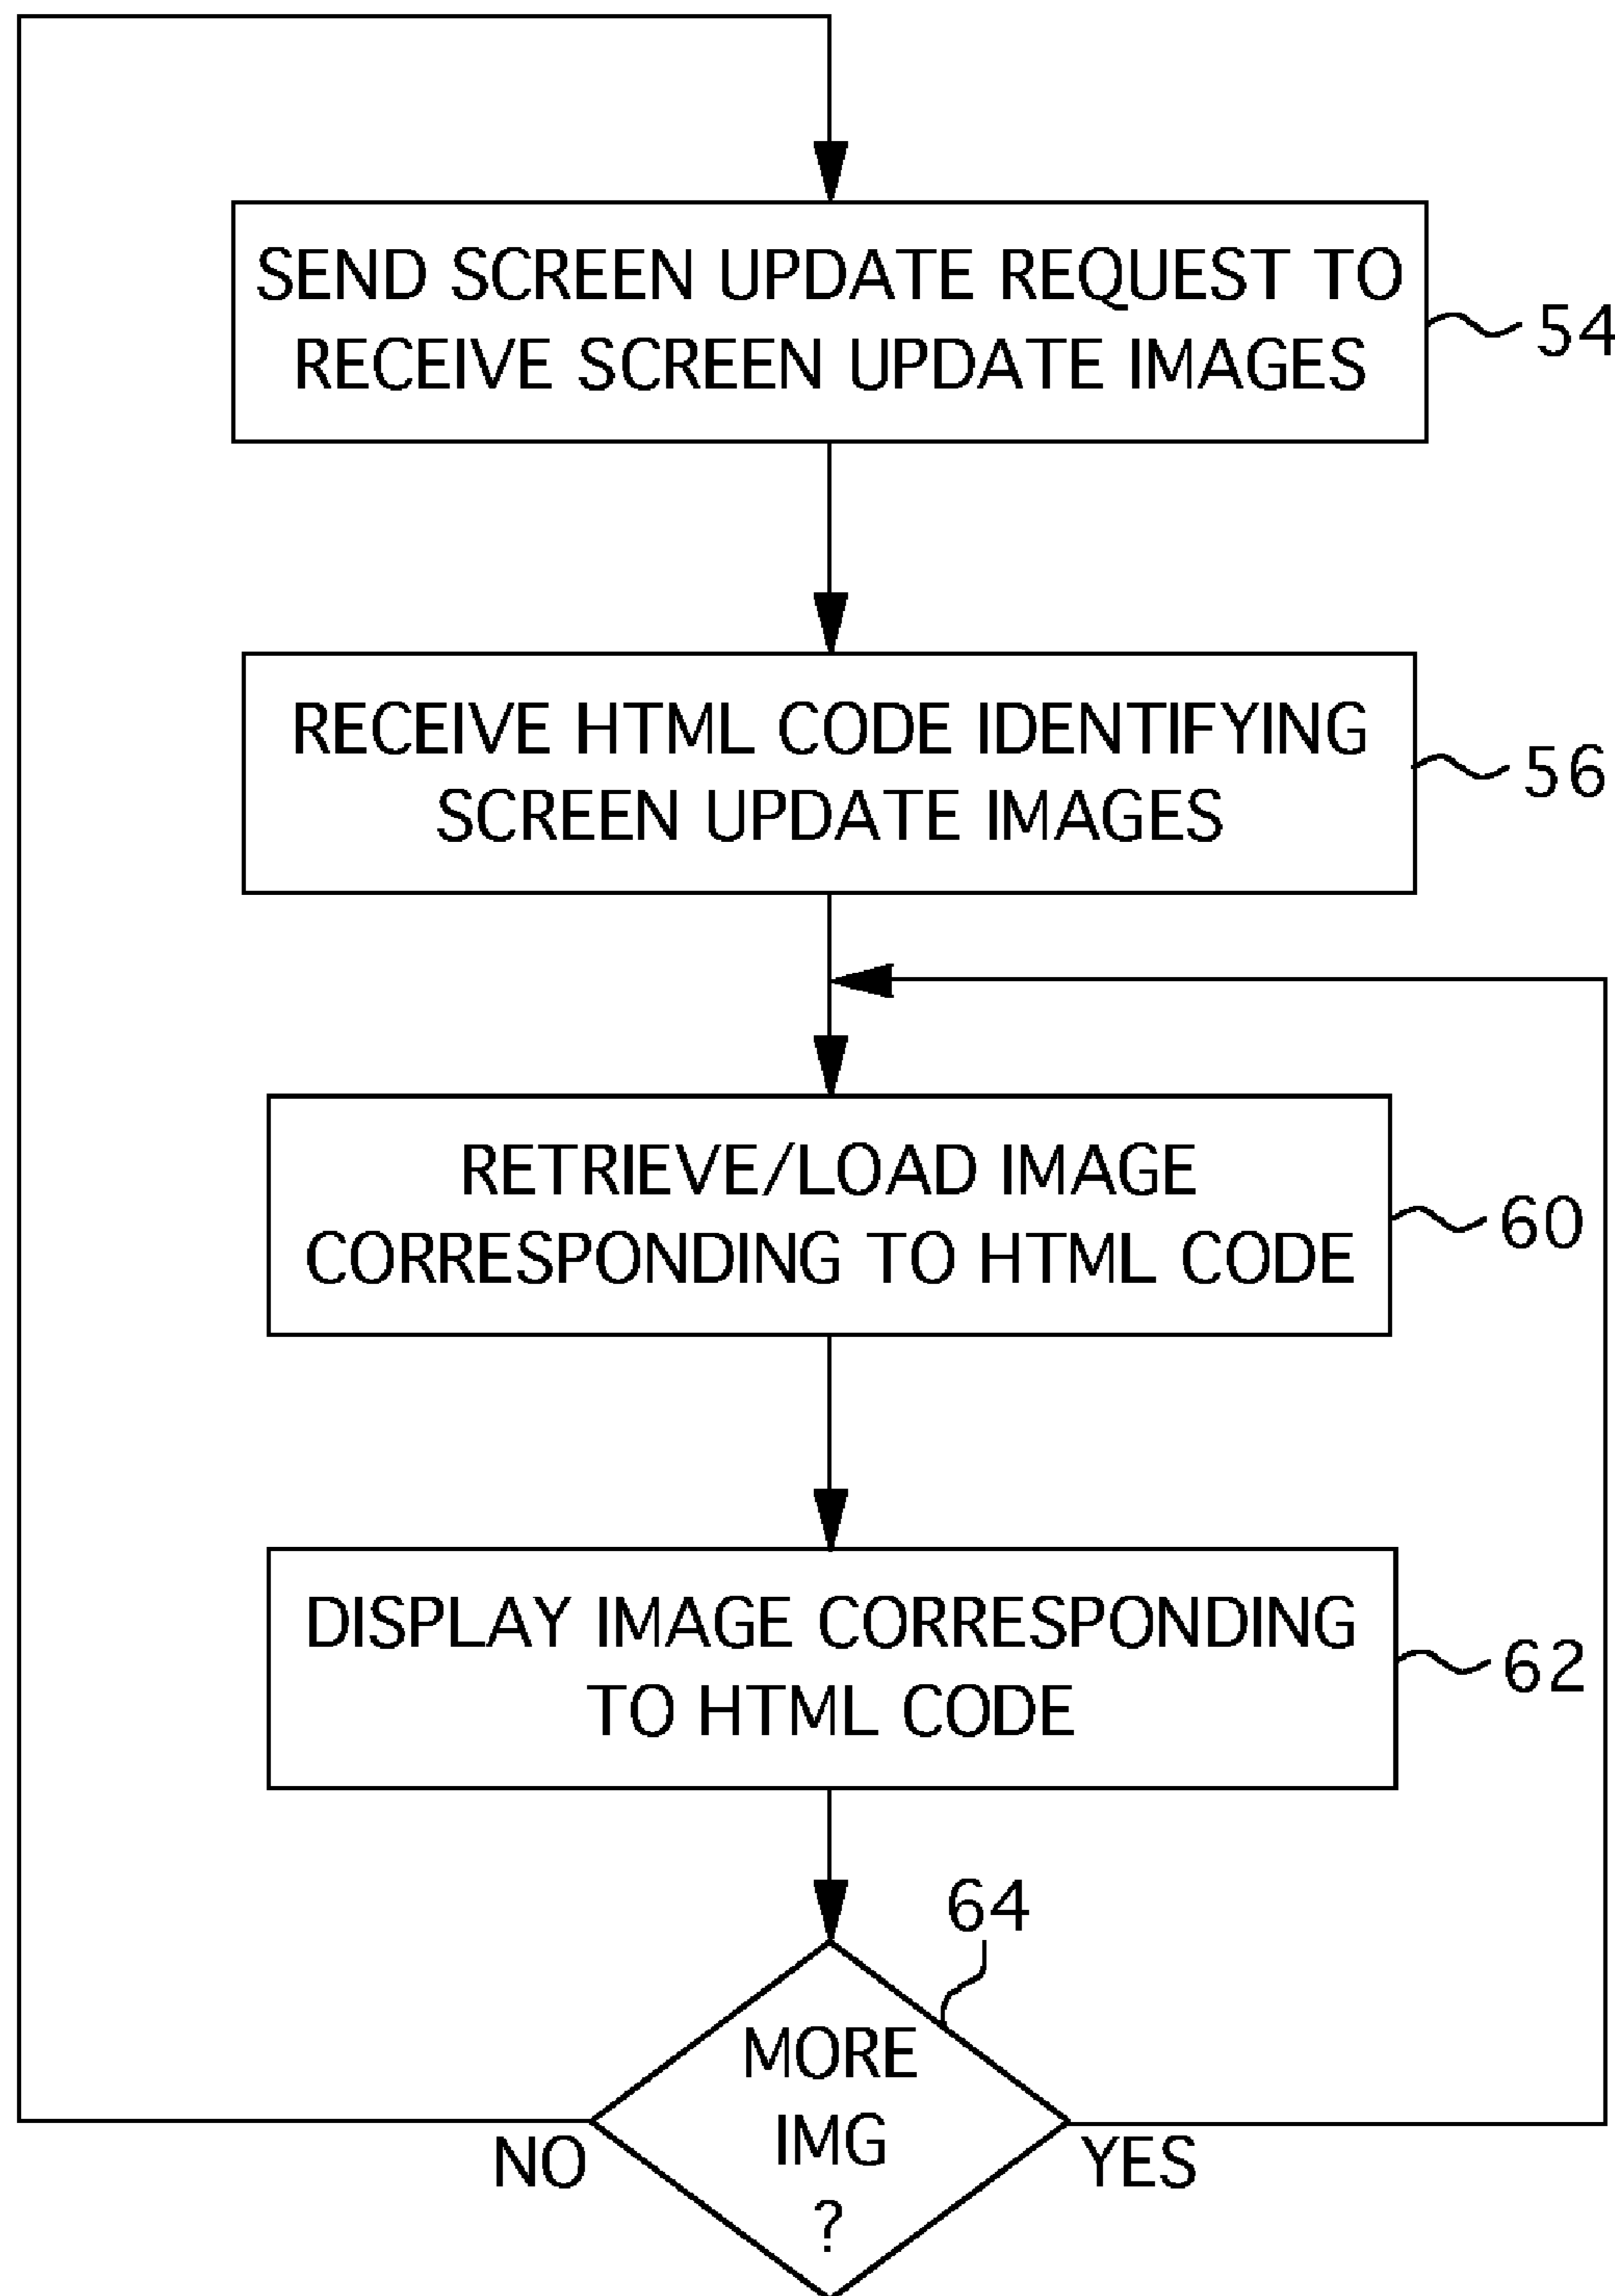 SEND SCREEN UPDATE REQUEST TO
RECEIVE SCREEN UPDATE IMAGES
54
RECEIVE HTML CODE IDENTIFYING
SCREEN UPDATE IMAGES
56
RETRIEVE/LOAD IMAGE
CORRESPONDING TO HTML CODE
60
DISPLAY IMAGE CORRESPONDING
TO HTML CODE
62
64
MORE
IMG
?
NO
YES